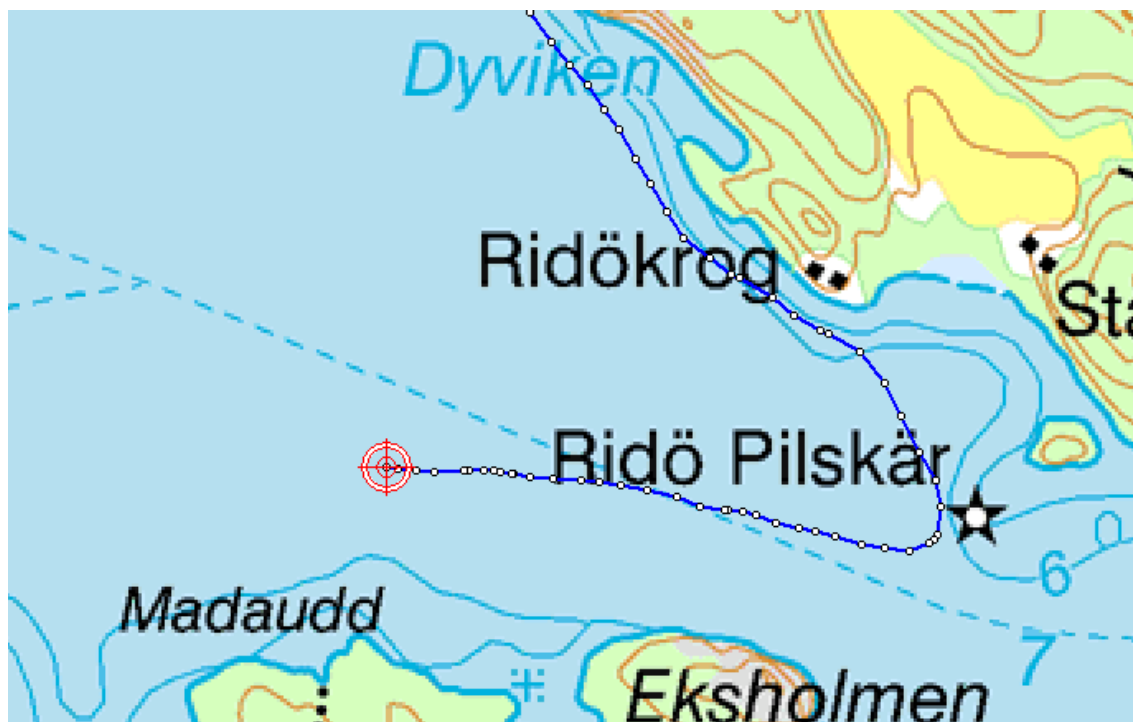 Dyviken
Ridökrog
Sta
Ridö Pilskär
6
Madaudd
7
Eksholmen